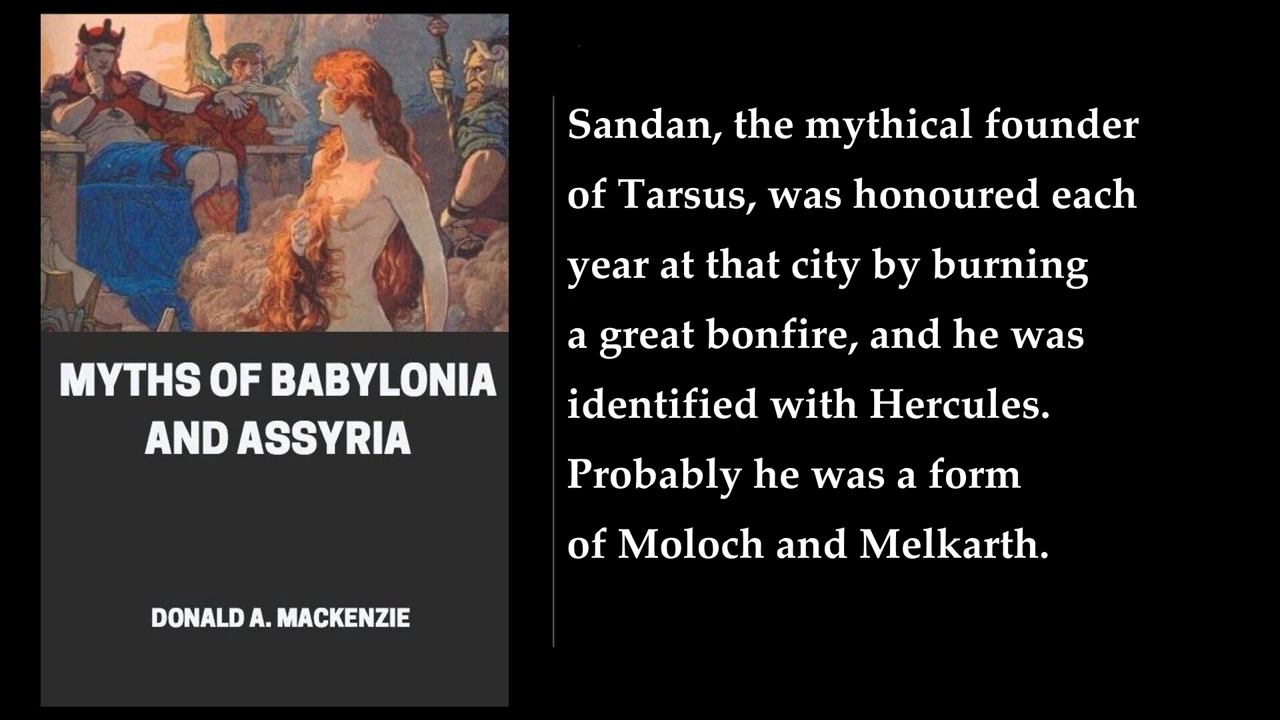 MYTHS OF BABYLONIA
AND ASSYRIA
DONALD A. MACKENZIE
Sandan, the mythical founder
of Tarsus, was honoured each
year at that city by burning
a great bonfire, and he was
identified with Hercules.
Probably he was a form
of Moloch and Melkarth.